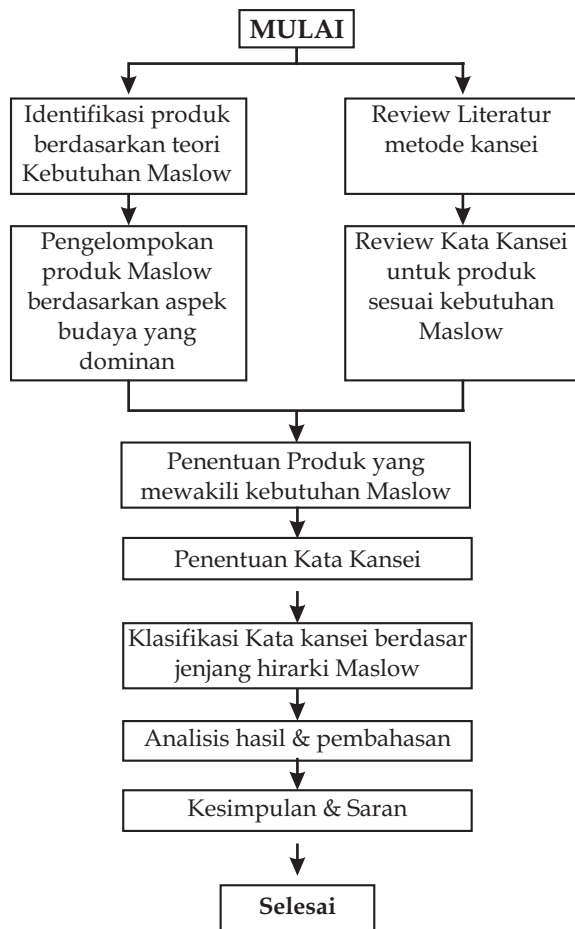 MULAI
Identifikasi produk
berdasarkan teori
Kebutuhan Maslow
Review Literatur
metode kansei
Pengelompokan
produk Maslow
berdasarkan aspek
budaya yang
dominan
Review Kata Kansei
untuk produk
sesuai kebutuhan
Maslow
Penentuan Produk yang
mewakili kebutuhan Maslow
Penentuan Kata Kansei
Klasifikasi Kata kansei berdasar
jenjang hirarki Maslow
Analisis hasil & pembahasan
Kesimpulan & Saran
Selesai